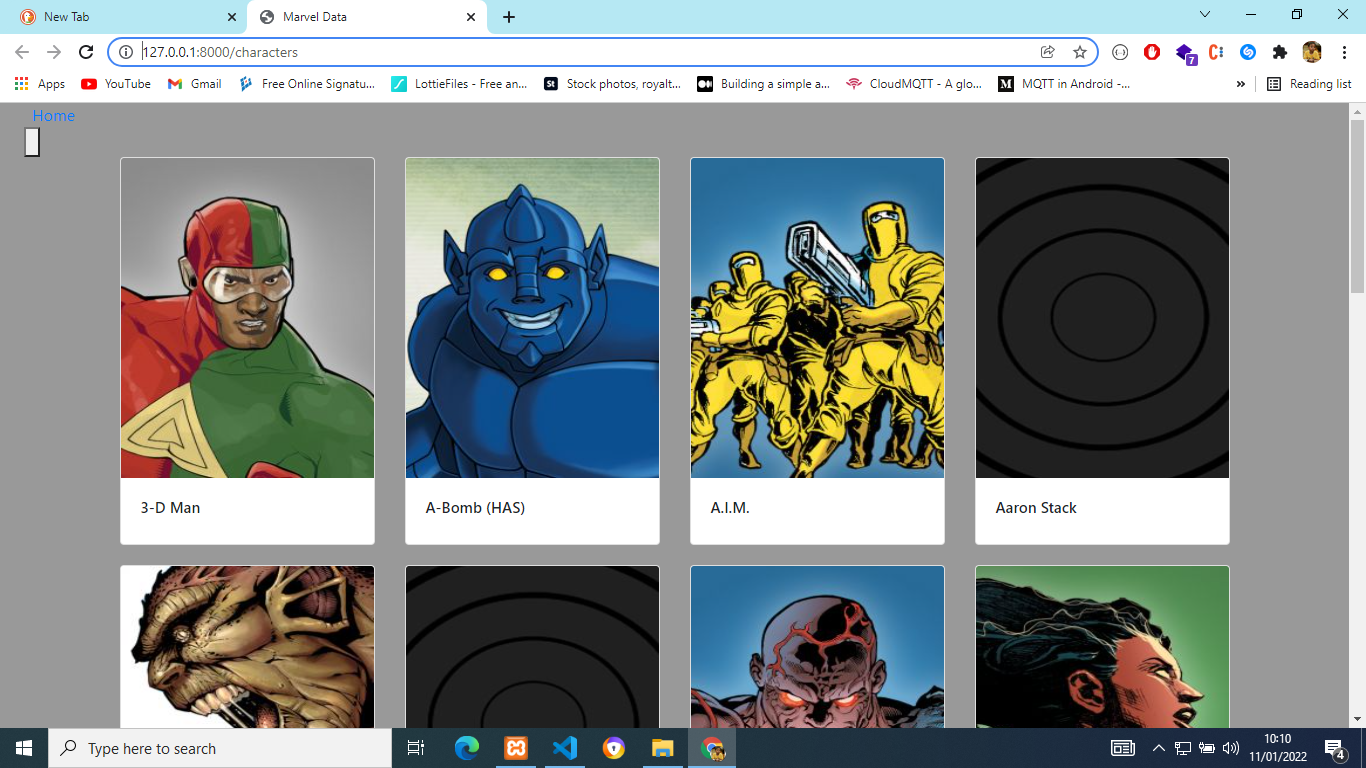 New Tab
Marvel Data
127.0.0.1:8000/characters
7
Apps
YouTube
Gmail
Free Online Signatu...
LottieFiles - Free an...
St
Stock photos, royalt...
Building a simple a...
CloudMQTT - A glo...
MQTT in Android -...
»
Reading list
Home
3-D Man
A-Bomb (HAS)
A.I.M.
Aaron Stack
Type here to search
10:10
11/01/2022
4